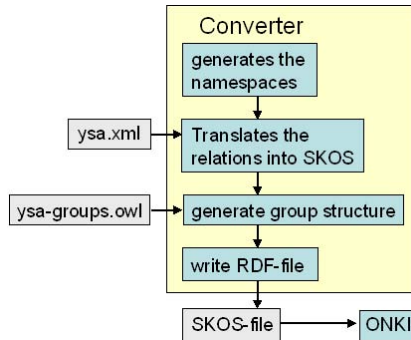 Converter
generates the
namespaces
ysa.xml
Translates the
relations into SKOS
ysa-groups.owl
generate group structure
write RDF-file
SKOS-file
ONKI